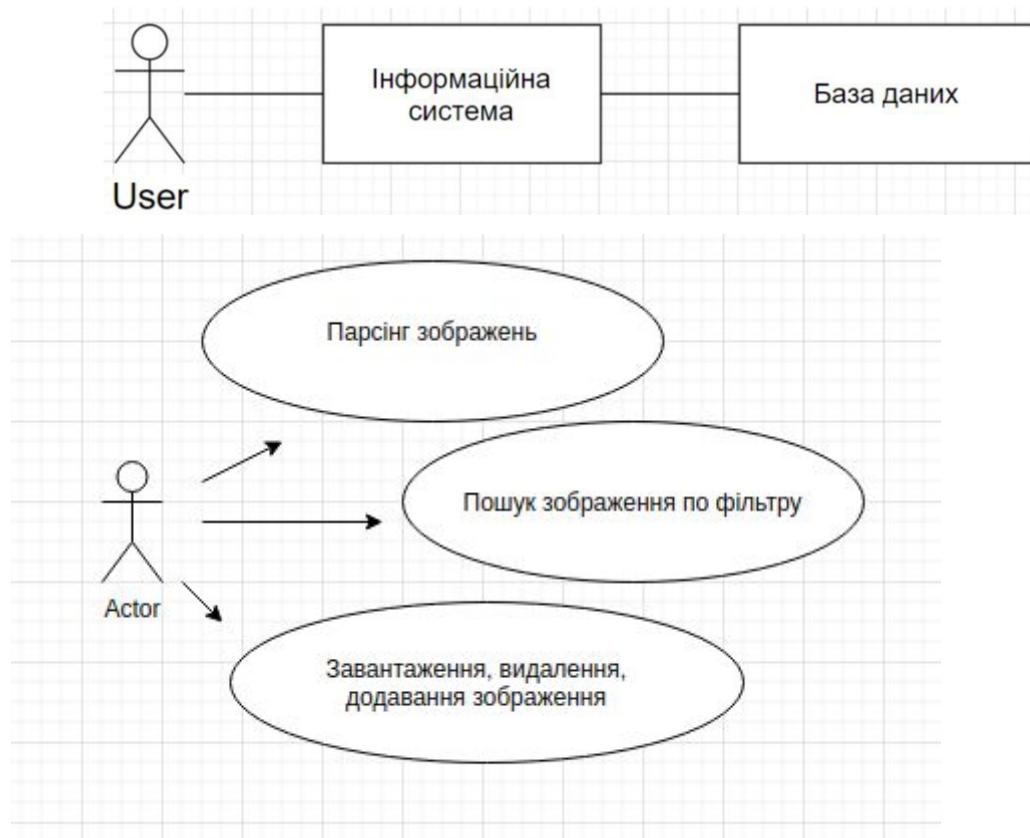 Інформаційна
система
База даних
User
Парсінг зображень
Пошук зображення по фільтру
Actor
Завантаження, видалення,
додавання зображення